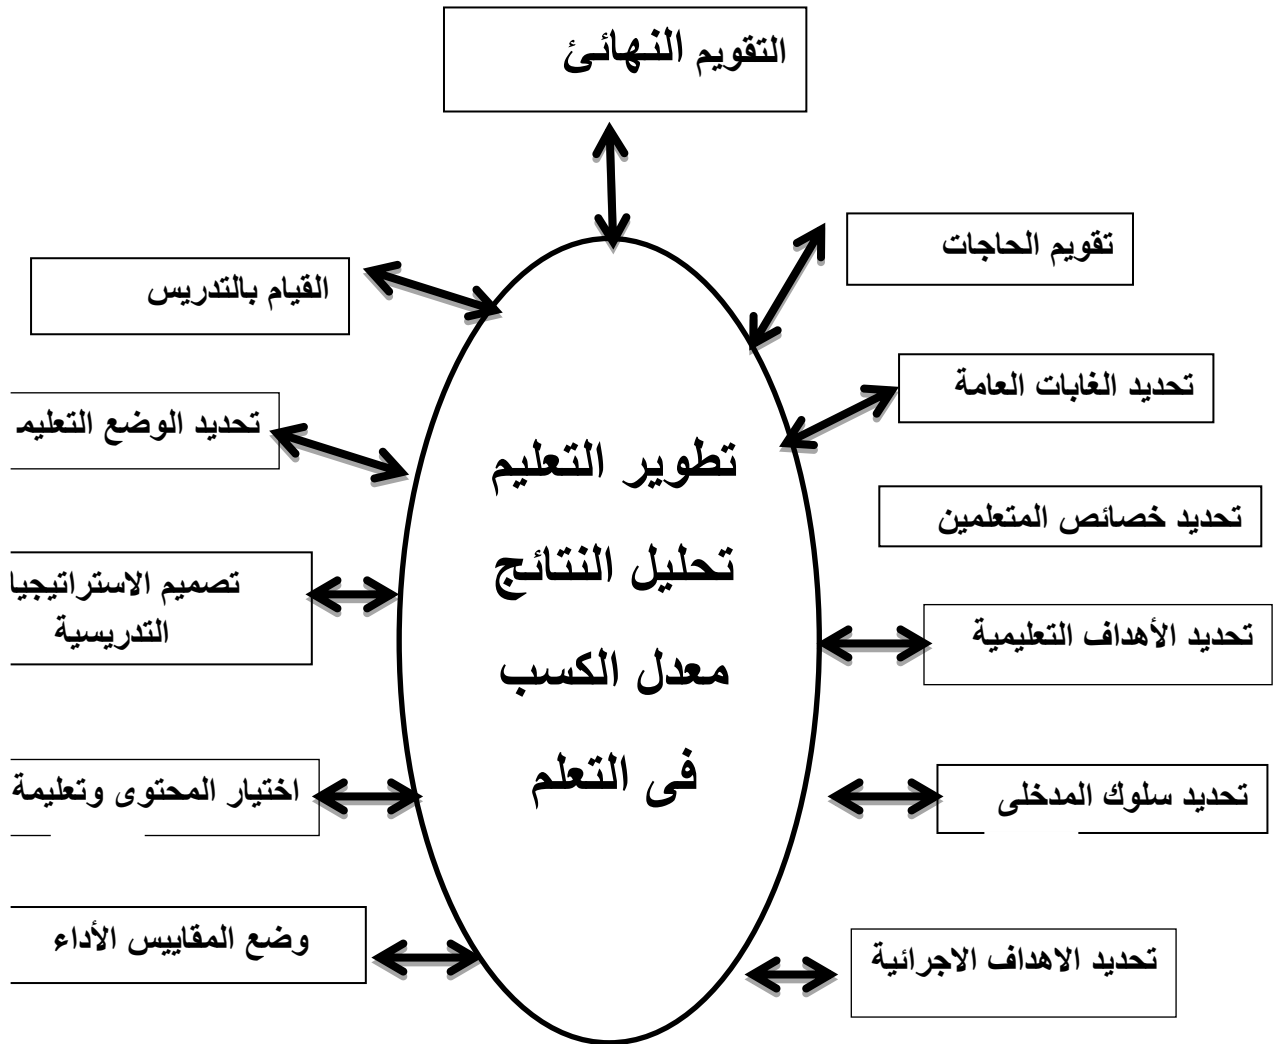 التقويم النهائى
تقويم الحاجات
القيام بالتدريس
تحديد الغابات العامة
تحديد الوضع التعليمـ
تطوير التعليم
تحديد خصائص المتعلمين
تحليل النتائج
تصميم الاستراتيجيا
التدريسية
تحديد الأهداف التعليمية
معدل الكسب
فى التعلم
اختيار المحتوى وتعليمة
تحديد سلوك المدخلى
وضع المقاييس الأداء
تحديد الاهداف الاجرائية